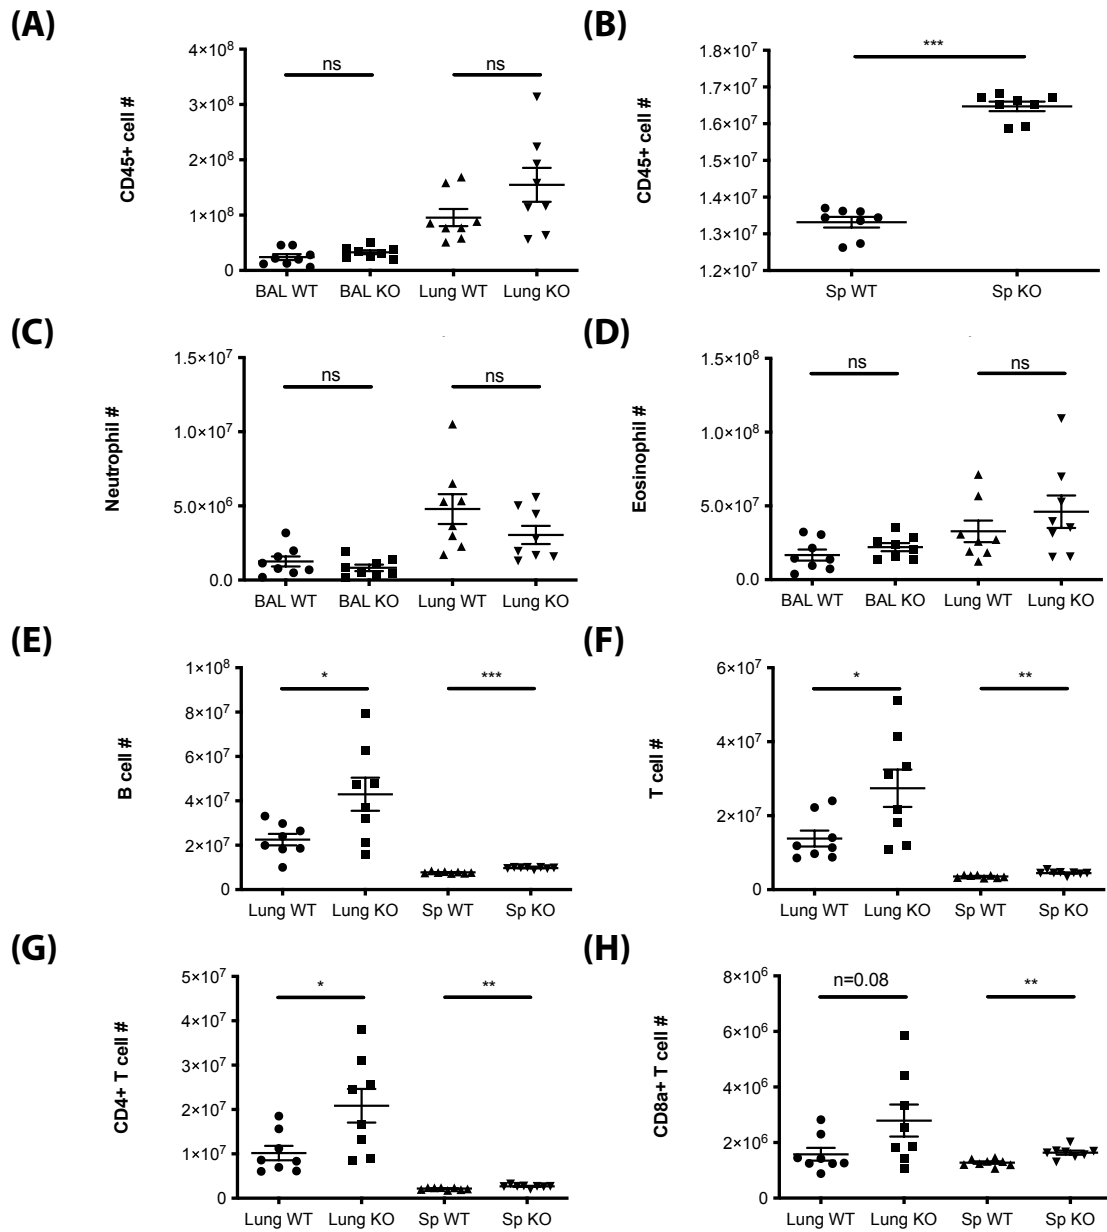 (A)
CD45+ cell #
4×10⁸
3×10⁸
2×10⁸
1×10⁸
0
ns
ns
BAL WT BAL KO Lung WT Lung KO
(B)
CD45+ cell #
1.8×10⁷
1.7×10⁷
1.6×10⁷
1.5×10⁷
1.4×10⁷
1.3×10⁷
1.2×10⁷
***
Sp WT Sp KO
(C)
Neutrophil #
1.5×10⁷
1.0×10⁷
5.0×10⁶
0.0
ns
ns
BAL WT BAL KO Lung WT Lung KO
(D)
Eosinophil #
1.5×10⁸
1.0×10⁸
5.0×10⁷
0.0
ns
ns
BAL WT BAL KO Lung WT Lung KO
(E)
B cell #
1×10⁸
8×10⁷
6×10⁷
4×10⁷
2×10⁷
0
*
***
Lung WT Lung KO Sp WT Sp KO
(F)
T cell #
6×10⁷
4×10⁷
2×10⁷
0
*
**
Lung WT Lung KO Sp WT Sp KO
(G)
CD4+ T cell #
5×10⁷
4×10⁷
3×10⁷
2×10⁷
1×10⁷
0
*
**
Lung WT Lung KO Sp WT Sp KO
(H)
CD8a+ T cell #
8×10⁶
6×10⁶
4×10⁶
2×10⁶
0
n=0.08
**
Lung WT Lung KO Sp WT Sp KO